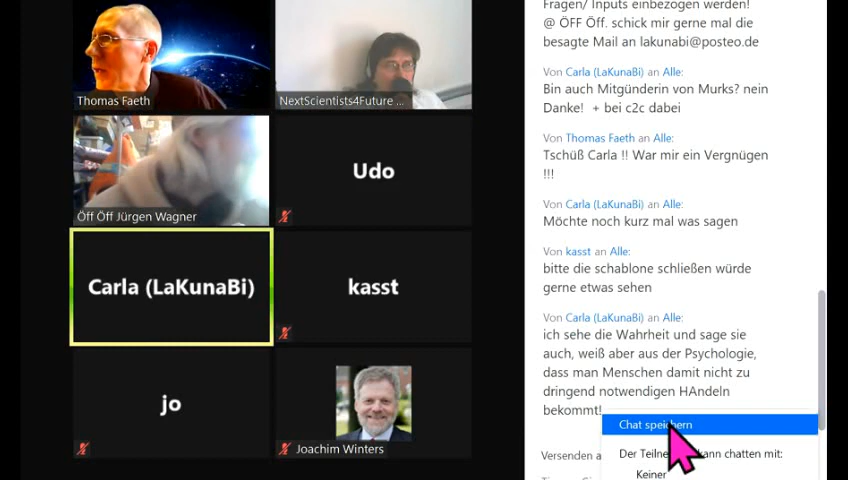 Thomas Faeth
NextScientists4Future ...
Öff Öff Jürgen Wagner
Udo
Carla (LaKunaBi)
kasst
jo
Joachim Winters
Fragen/ Inputs einbezogen werden!
@ ÖFF Öff. schick mir gerne mal die
besagte Mail an lakunabi@posteo.de
Von Carla (LaKunaBi) an Alle:
Bin auch Mitgünderin von Murks? nein
Danke! + bei c2c dabei
Von Thomas Faeth an Alle:
Tschüß Carla !! War mir ein Vergnügen
!!!
Von Carla (LaKunaBi) an Alle:
Möchte noch kurz mal was sagen
Von kasst an Alle:
bitte die schablone schließen würde
gerne etwas sehen
Von Carla (LaKunaBi) an Alle:
ich sehe die Wahrheit und sage sie
auch, weiß aber aus der Psychologie,
dass man Menschen damit nicht zu
dringend notwendigen HAndeln
bekommt!
Chat speichern
Versenden
Der kann chatten mit:
Keiner